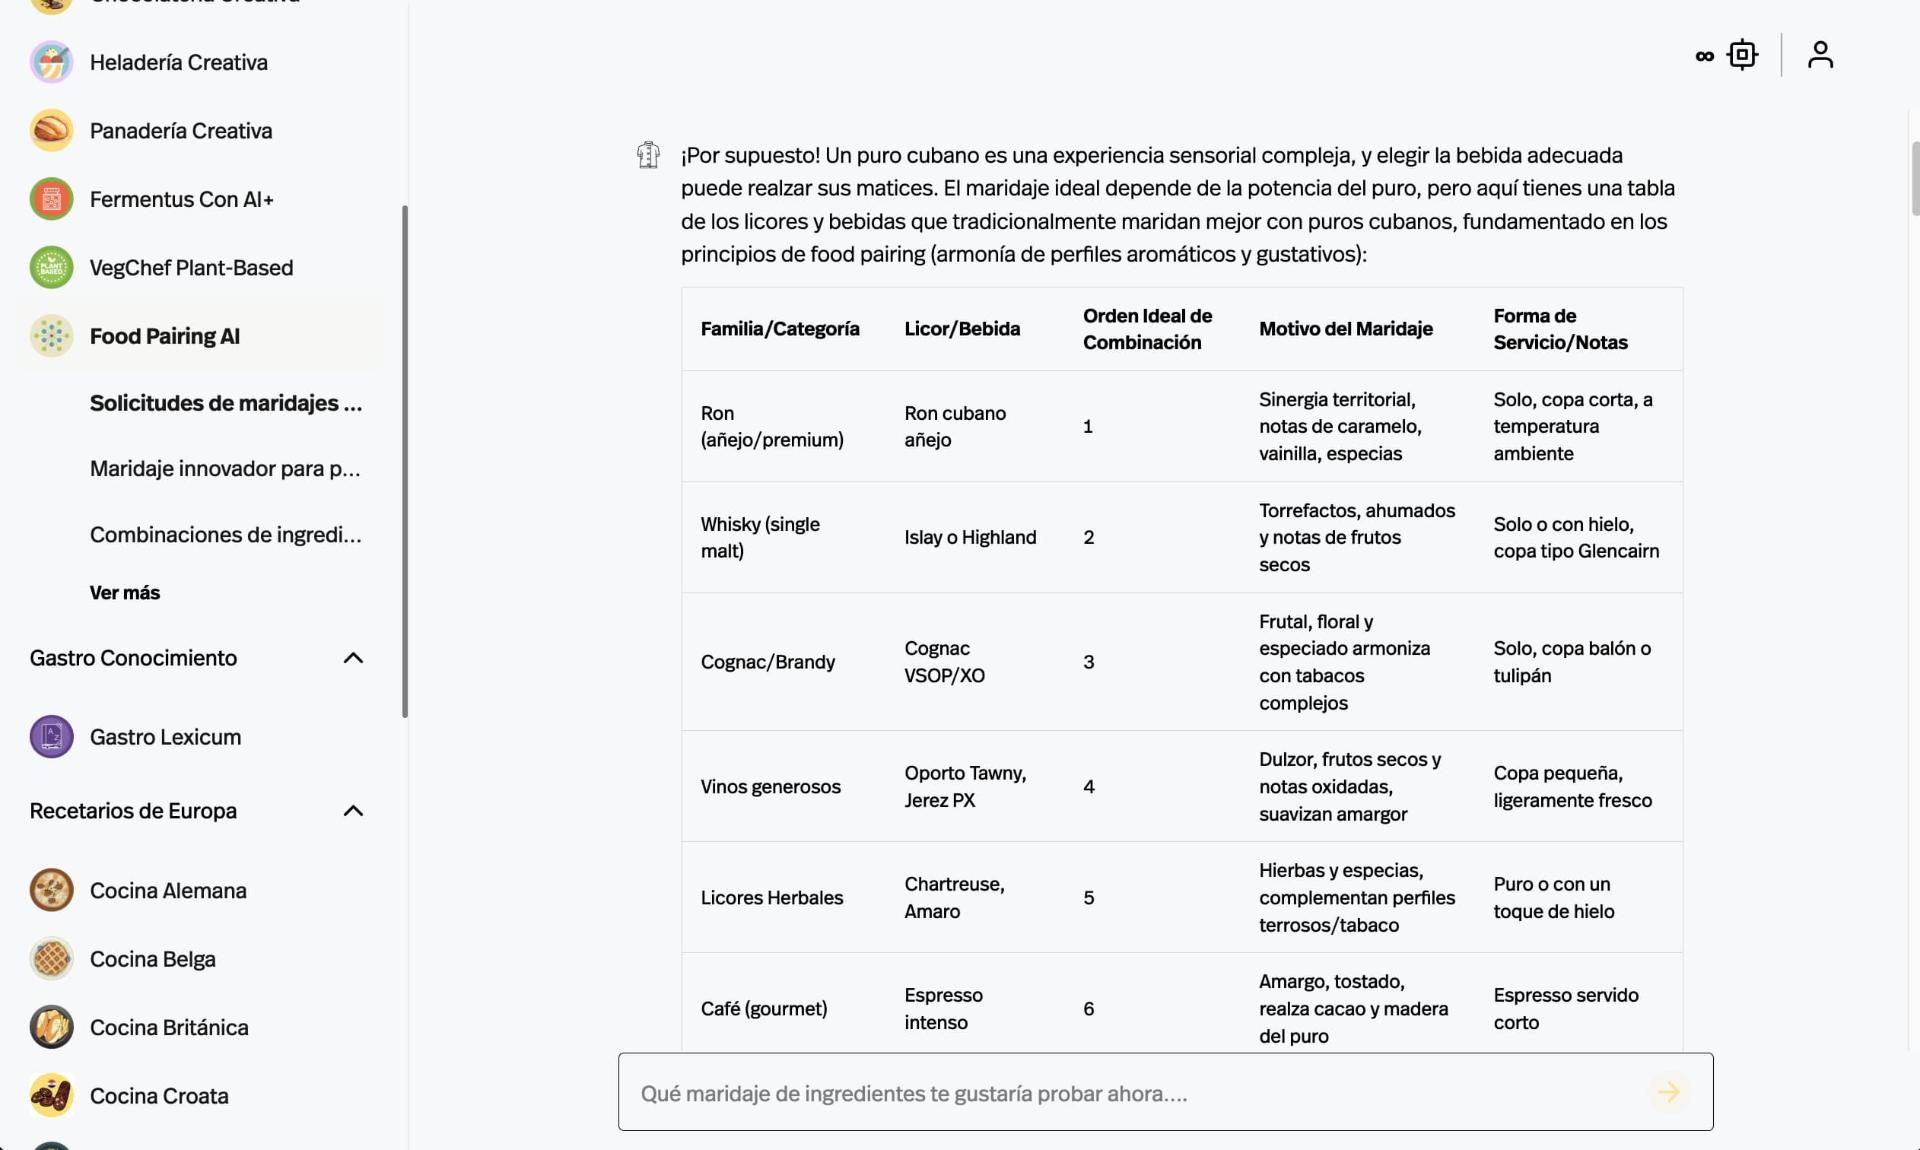 Heladería Creativa
Panadería Creativa
Fermentus Con AI+
VegChef Plant-Based
Food Pairing AI
Solicitudes de maridajes ...
Maridaje innovador para p...
Combinaciones de ingredi...
Ver más
Gastro Conocimiento
Gastro Lexicum
Recetarios de Europa
Cocina Alemana
Cocina Belga
Cocina Británica
Cocina Croata
∞
¡Por supuesto! Un puro cubano es una experiencia sensorial compleja, y elegir la bebida adecuada
puede realzar sus matices. El maridaje ideal depende de la potencia del puro, pero aquí tienes una tabla
de los licores y bebidas que tradicionalmente maridan mejor con puros cubanos, fundamentado en los
principios de food pairing (armonía de perfiles aromáticos y gustativos):
Familia/Categoría
Licor/Bebida
Orden Ideal de
Combinación
Motivo del Maridaje
Forma de
Servicio/Notas
Ron
(añejo/premium)
Ron cubano
añejo
1
Sinergia territorial,
notas de caramelo,
vainilla, especias
Solo, copa corta, a
temperatura
ambiente
Whisky (single
malt)
Islay o Highland
2
Torrefactos, ahumados
y notas de frutos
secos
Solo o con hielo,
copa tipo Glencairn
Cognac/Brandy
Cognac
VSOP/XO
3
Frutal, floral y
especiado armoniza
con tabacos
complejos
Solo, copa balón o
tulipán
Vinos generosos
Oporto Tawny,
Jerez PX
4
Dulzor, frutos secos y
notas oxidadas,
suavizan amargor
Copa pequeña,
ligeramente fresco
Licores Herbales
Chartreuse,
Amaro
5
Hierbas y especias,
complementan perfiles
terrosos/tabaco
Puro o con un
toque de hielo
Café (gourmet)
Espresso
intenso
6
Amargo, tostado,
realza cacao y madera
del puro
Espresso servido
corto
Qué maridaje de ingredientes te gustaría probar ahora....